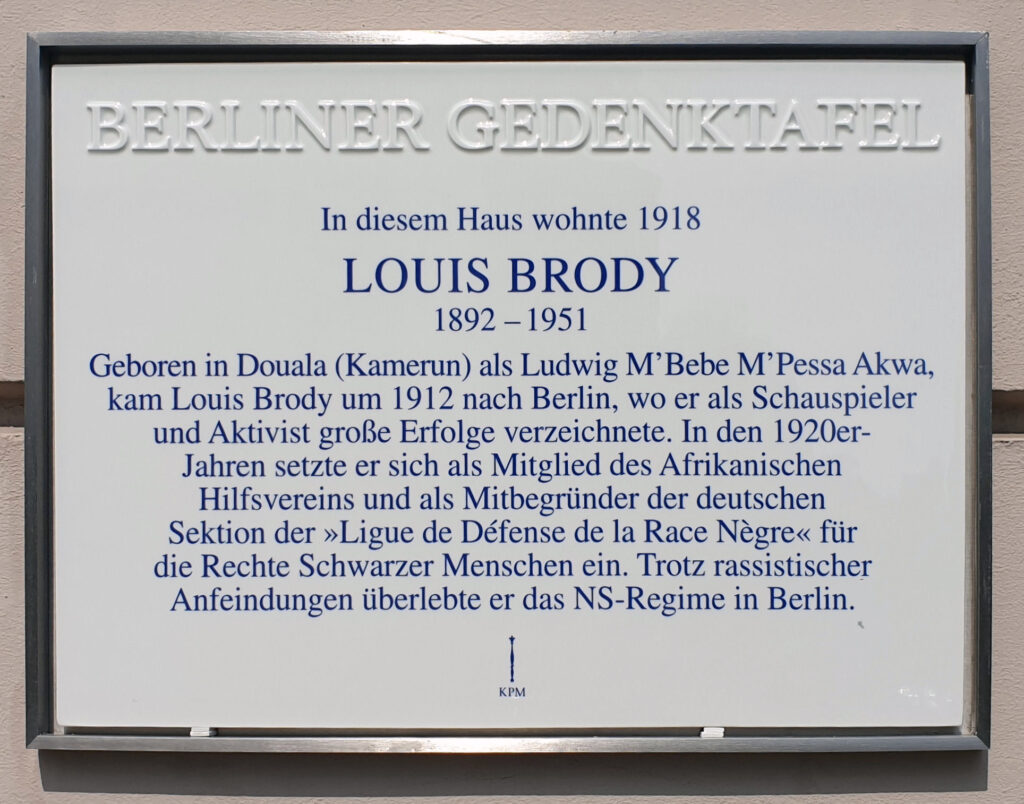 BERLINER GEDENKTAFEL
In diesem Haus wohnte 1918
LOUIS BRODY
1892 – 1951
Geboren in Douala (Kamerun) als Ludwig M’Bebe M’Pessa Akwa,
kam Louis Brody um 1912 nach Berlin, wo er als Schauspieler
und Aktivist große Erfolge verzeichnete. In den 1920er-
Jahren setzte er sich als Mitglied des Afrikanischen
Hilfsvereins und als Mitbegründer der deutschen
Sektion der »Ligue de Défense de la Race Nègre« für
die Rechte Schwarzer Menschen ein. Trotz rassistischer
Anfeindungen überlebte er das NS-Regime in Berlin.
KPM